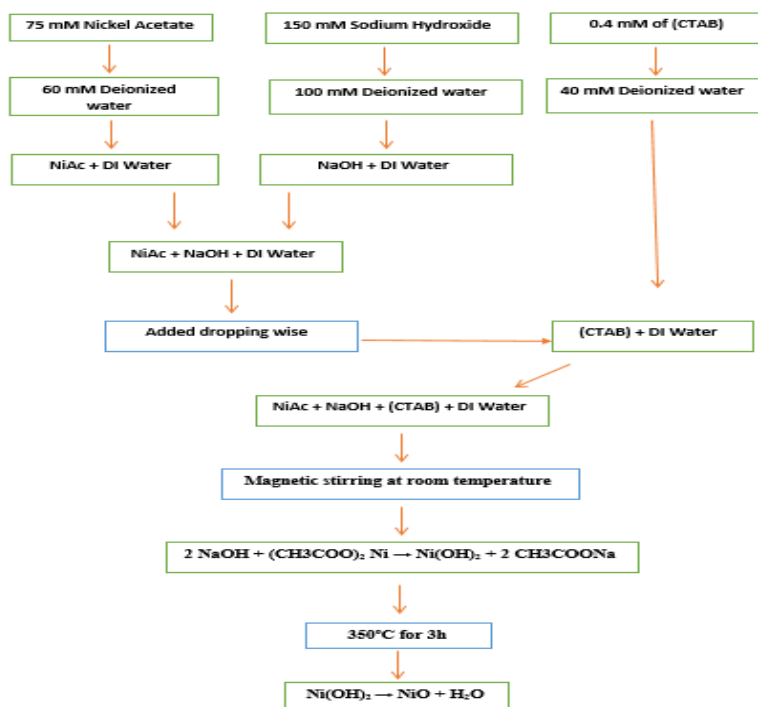 75 mM Nickel Acetate
150 mM Sodium Hydroxide
0.4 mM of (CTAB)
60 mM Deionized
water
100 mM Deionized water
40 mM Deionized water
NiAc + DI Water
NaOH + DI Water
NiAc + NaOH + DI Water
Added dropping wise
(CTAB) + DI Water
NiAc + NaOH + (CTAB) + DI Water
Magnetic stirring at room temperature
2 NaOH + (CH3COO)₂ Ni → Ni(OH)₂ + 2 CH3COONa
350°C for 3h
Ni(OH)₂ → NiO + H₂O